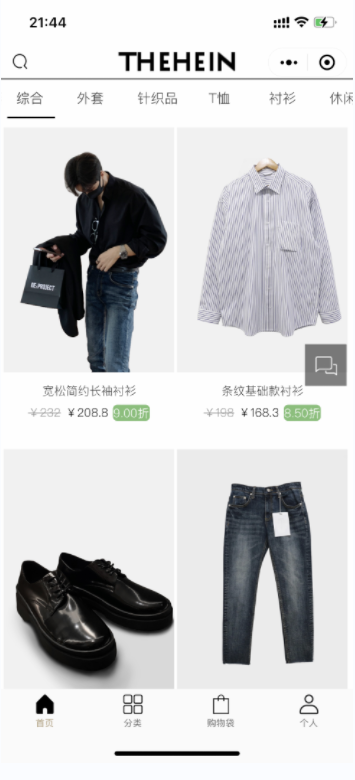 21:44
THEHEIN
综合 外套 针织品 T恤 衬衫 休闲
RE;PROJECT
宽松简约长袖衬衫 条纹基础款衬衫
￥232 ￥208.8 9.00折 ￥198 ￥168.3 8.50折
首页 分类 购物袋 个人